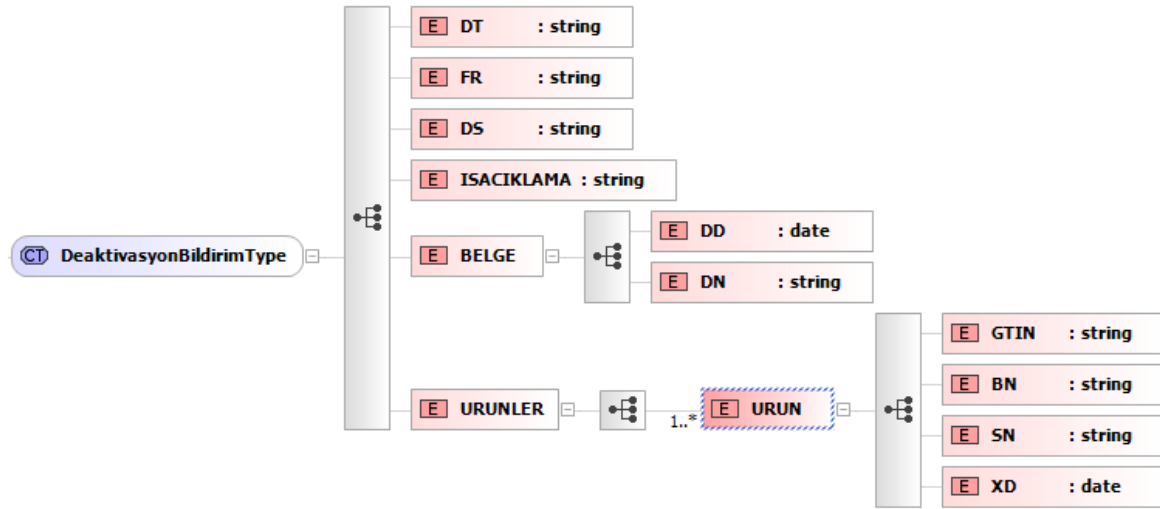 E DT : string
E FR : string
E DS : string
E ISACIKLAMA : string
CT DeaktivasyonBildirimType
E BELGE
E DD : date
E DN : string
E URUNLER
1..*
E URUN
E GTIN : string
E BN : string
E SN : string
E XD : date